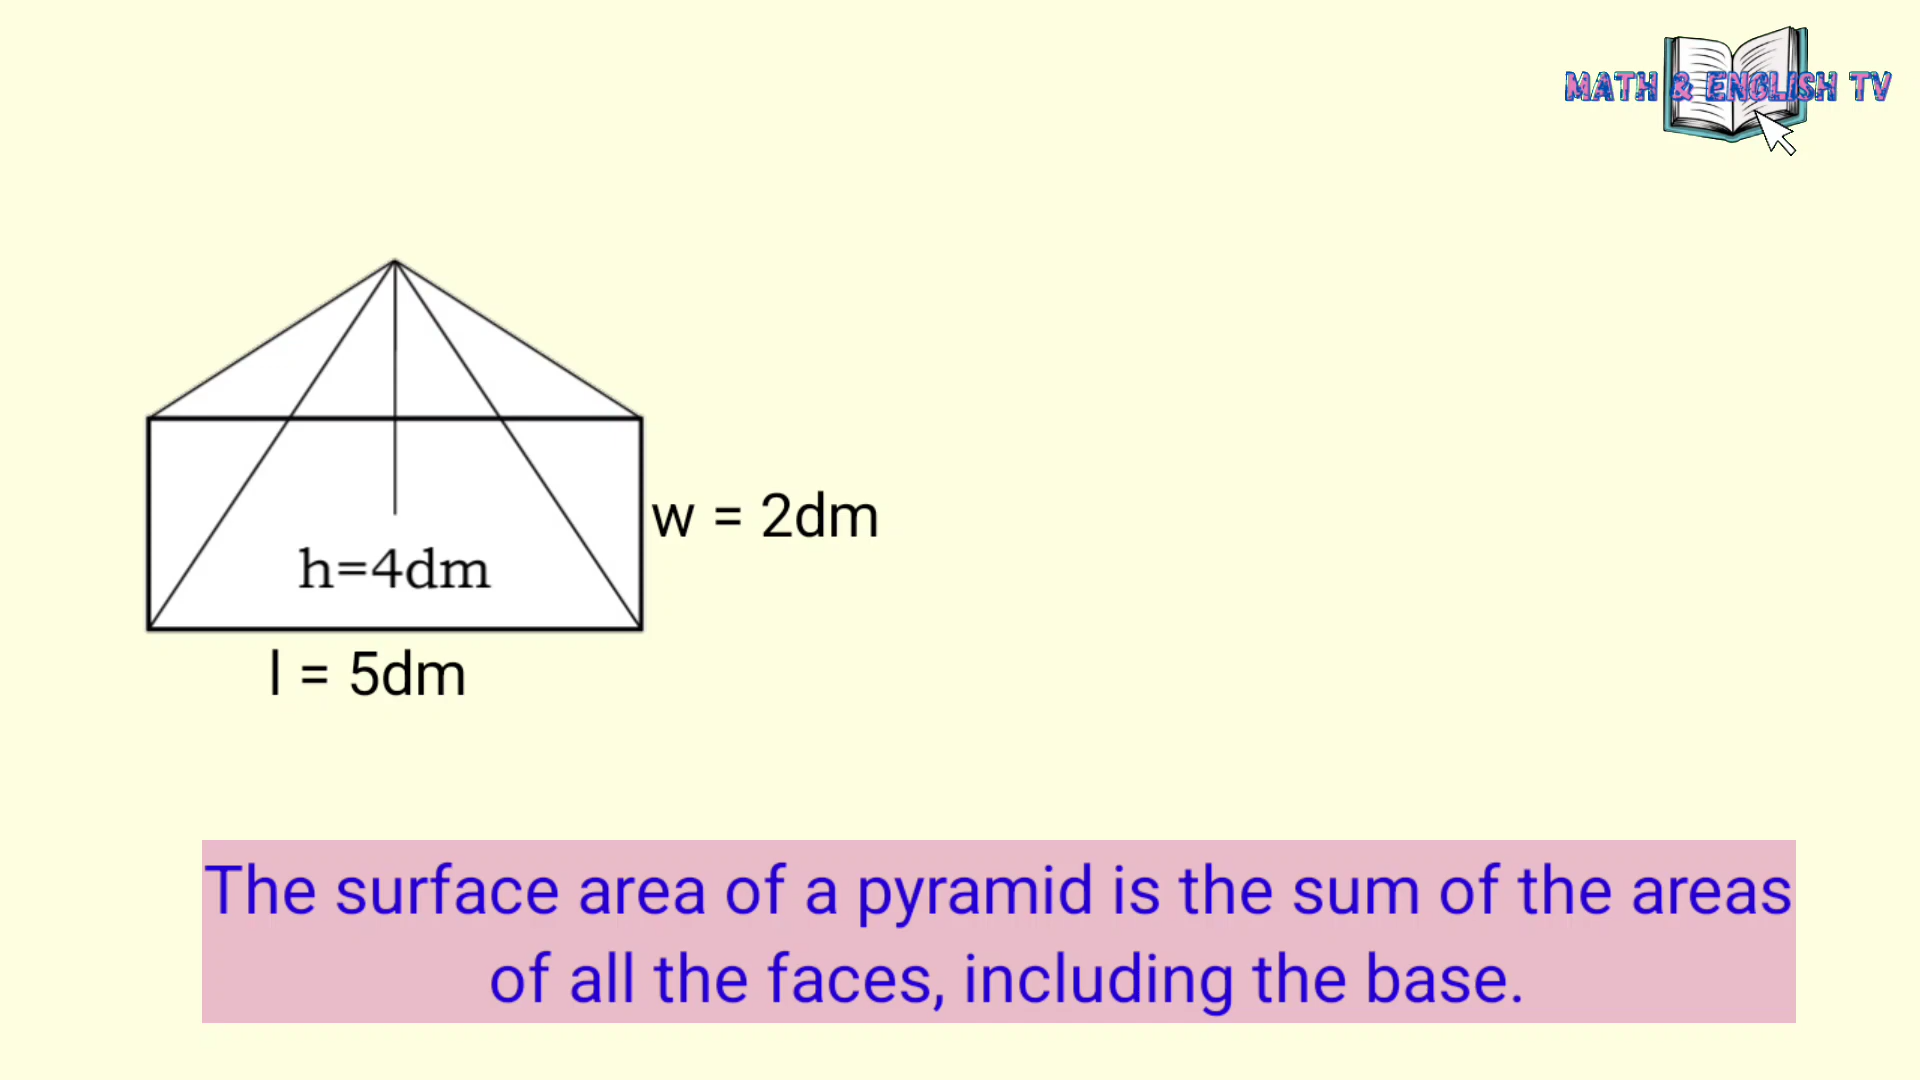 MATH & ENGLISH TV
w = 2dm
h=4dm
l = 5dm
The surface area of a pyramid is the sum of the areas
of all the faces, including the base.